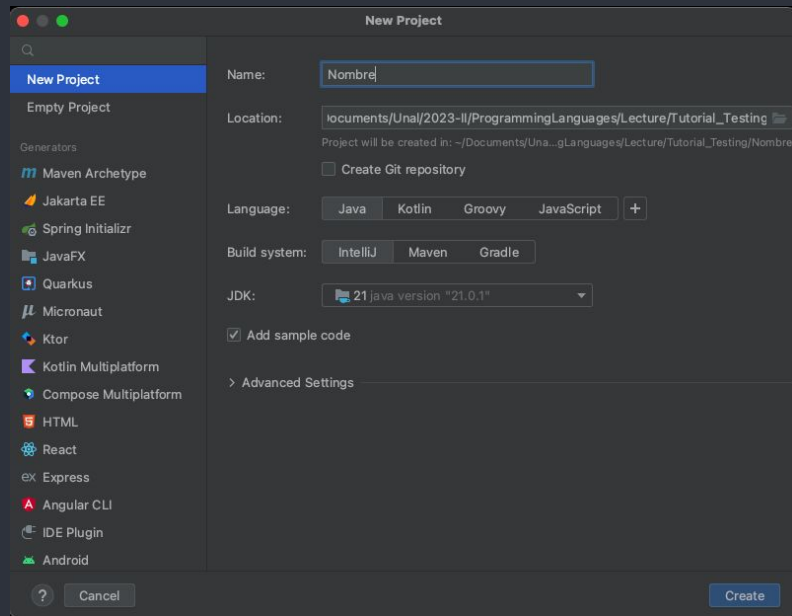 New Project
New Project
Empty Project
Generators
Maven Archetype
Jakarta EE
Spring Initializr
JavaFX
Quarkus
Micronaut
Ktor
Kotlin Multiplatform
Compose Multiplatform
HTML
React
ex Express
Angular CLI
IDE Plugin
Android
Name: Nombre
Location: ocuments/Unal/2023-II/ProgrammingLanguages/Lecture/Tutorial_Testing
Project will be created in: ~/Documents/Una...gLanguages/Lecture/Tutorial_Testing/Nombre
Create Git repository
Language: Java Kotlin Groovy JavaScript +
Build system: IntelliJ Maven Gradle
JDK: 21 java version "21.0.1"
Add sample code
> Advanced Settings
? Cancel Create